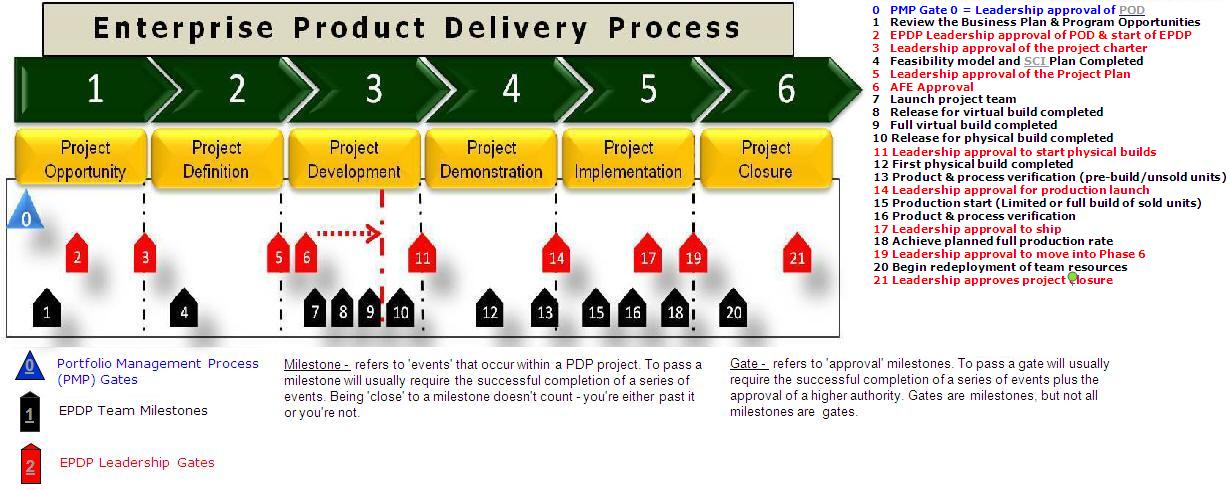 Enterprise Product Delivery Process
1 2 3 4 5 6
Project Opportunity
Project Definition
Project Development
Project Demonstration
Project Implementation
Project Closure
0
2 3 5 6 11 14 17 19 21
1 4 7 8 9 10 12 13 15 16 18 20
0 Portfolio Management Process
(PMP) Gates
1 EPDP Team Milestones
2 EPDP Leadership Gates
Milestone - refers to 'events' that occur within a PDP project. To pass a
milestone will usually require the successful completion of a series of
events. Being 'close' to a milestone doesn't count - you're either past it
or you're not.
Gate - refers to 'approval' milestones. To pass a gate will usually
require the successful completion of a series of events plus the
approval of a higher authority. Gates are milestones, but not all
milestones are gates.
0 PMP Gate 0 = Leadership approval of POD
1 Review the Business Plan & Program Opportunities
2 EPDP Leadership approval of POD & start of EPDP
3 Leadership approval of the project charter
4 Feasibility model and SCI Plan Completed
5 Leadership approval of the Project Plan
6 AFE Approval
7 Launch project team
8 Release for virtual build completed
9 Full virtual build completed
10 Release for physical build completed
11 Leadership approval to start physical builds
12 First physical build completed
13 Product & process verification (pre-build/unsold units)
14 Leadership approval for production launch
15 Production start (Limited or full build of sold units)
16 Product & process verification
17 Leadership approval to ship
18 Achieve planned full production rate
19 Leadership approval to move into Phase 6
20 Begin redeployment of team resources
21 Leadership approves project closure